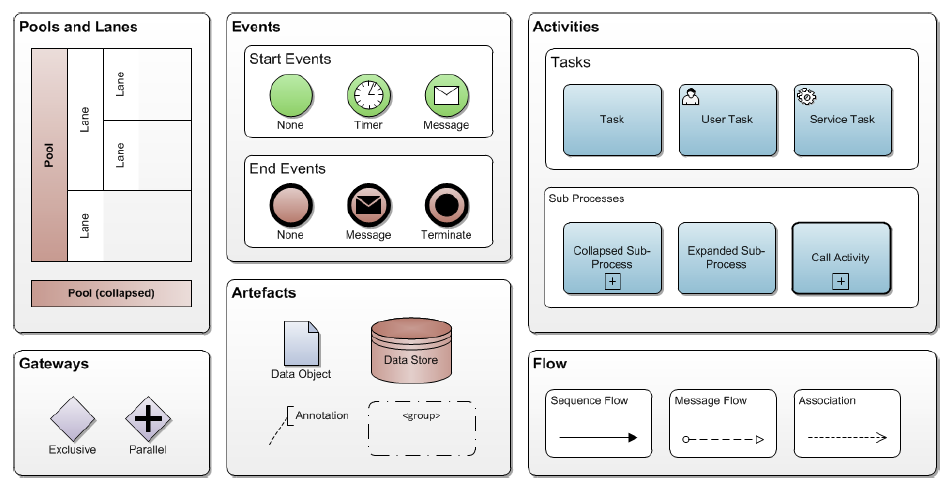 Pools and Lanes
Pool
Lane
Lane
Lane
Lane
Pool (collapsed)
Gateways
Exclusive
Parallel
Events
Start Events
None
Timer
Message
End Events
None
Message
Terminate
Artefacts
Data Object
Data Store
Annotation
<group>
Activities
Tasks
Task
User Task
Service Task
Sub Processes
Collapsed Sub-
Process
Expanded Sub-
Process
Call Activity
Flow
Sequence Flow
Message Flow
Association